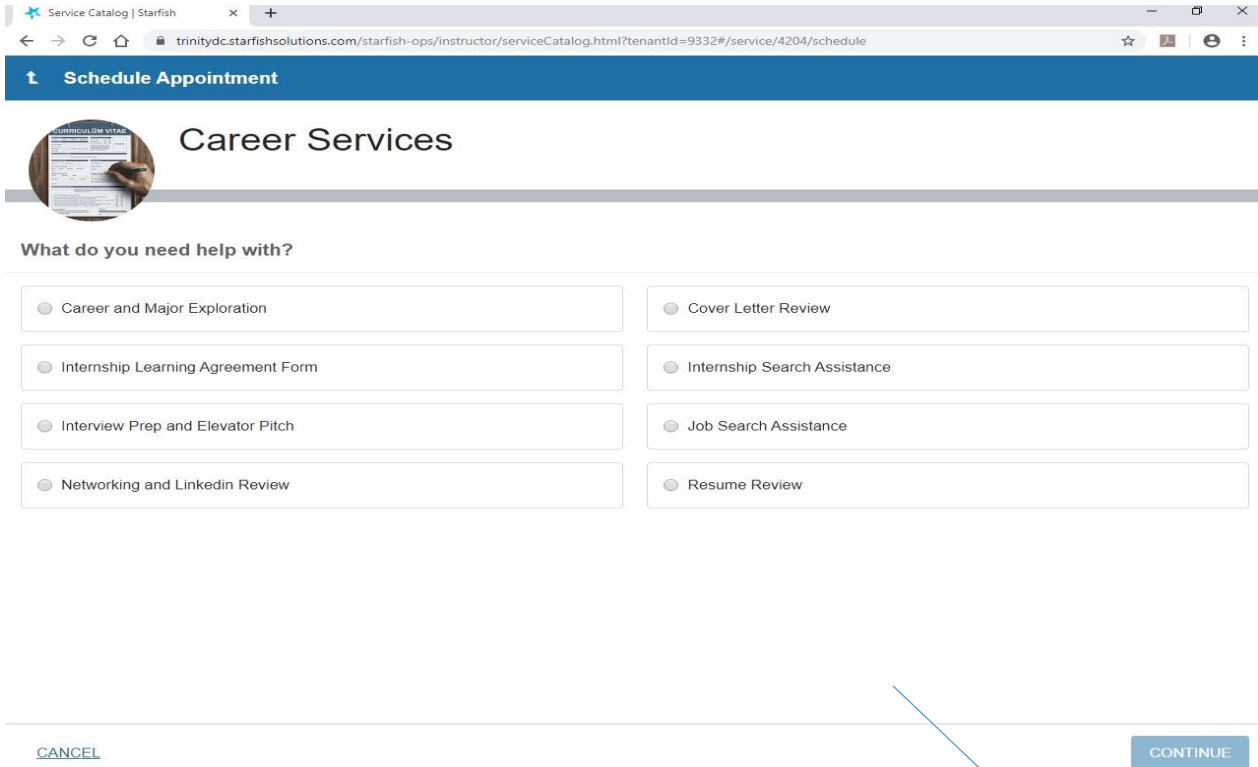 Service Catalog | Starfish
trinitydc.starfishsolutions.com/starfish-ops/instructor/serviceCatalog.html?tenantId=9332#/service/4204/schedule
Schedule Appointment
CURRICULUM VITAE
Career Services
What do you need help with?
Career and Major Exploration
Cover Letter Review
Internship Learning Agreement Form
Internship Search Assistance
Interview Prep and Elevator Pitch
Job Search Assistance
Networking and Linkedin Review
Resume Review
CANCEL
CONTINUE